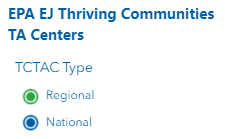 EPA EJ Thriving Communities
TA Centers
TCTAC Type
Regional
National